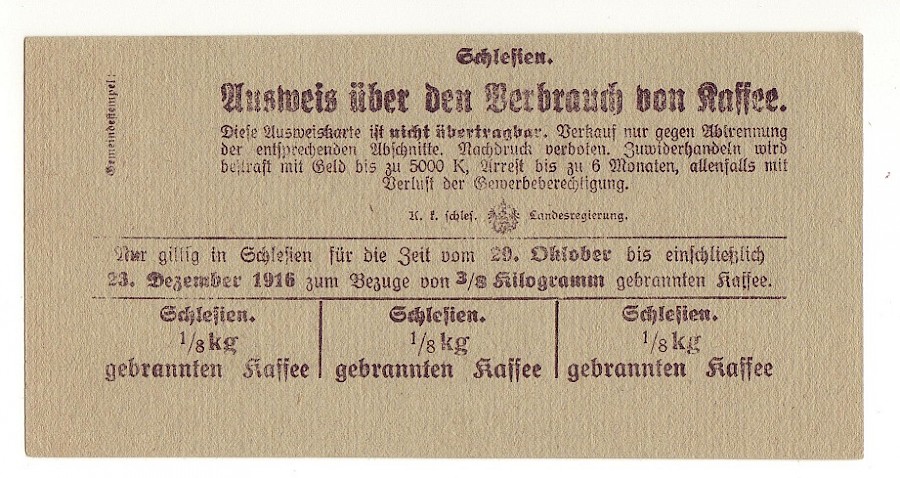 Schlesien.
Ausweis über den Verbrauch von Kaffee.
Diese Ausweiskarte ist nicht übertragbar. Verkauf nur gegen Abtrennung
der entsprechenden Abschnitte. Nachdruck verboten. Zuwiderhandeln wird
bestraft mit Geld bis zu 5000 K, Arrest bis zu 6 Monaten, allenfalls mit
Verlust der Gewerbeberechtigung.
K. k. schles. Landesregierung.
Gemeindestempel:
Nur giltig in Schlesien für die Zeit vom 29. Oktober bis einschließlich
23. Dezember 1916 zum Bezuge von 3/8 Kilogramm gebrannten Kaffee.
Schlesien.
1/8 kg
gebrannten Kaffee
Schlesien.
1/8 kg
gebrannten Kaffee
Schlesien.
1/8 kg
gebrannten Kaffee